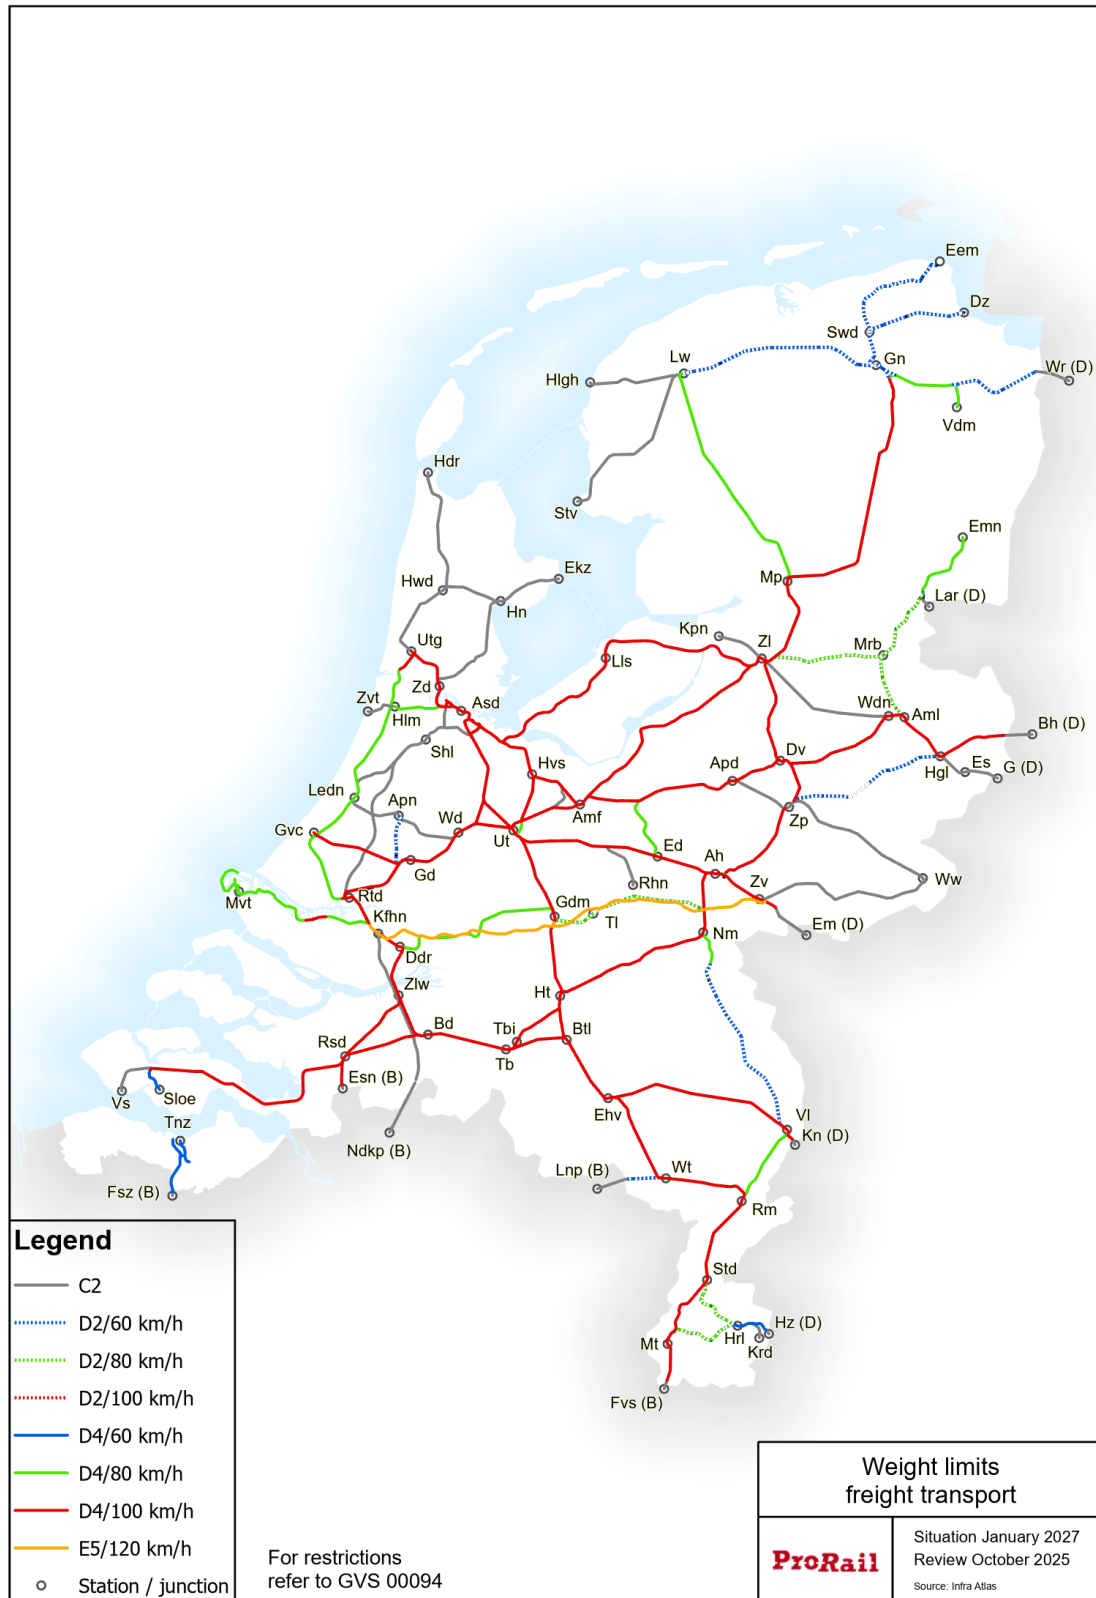 Eem
Dz
Swd
Gn
Lw
Hlgh
Wr (D)
Vdm
Hdr
Stv
Emn
Ekz
Hwd
Mp
Hn
Lar (D)
Kpn
Utg
Zl
Mrb
Lls
Zd
Zvt
Hlm
Asd
Wdn
Aml
Bh (D)
Shl
Dv
Hvs
Apd
Hgl
Es
G (D)
Ledn
Apn
Amf
Zp
Gvc
Wd
Ut
Ed
Ah
Gd
Rhn
Zv
Ww
Mvt
Rtd
Kfhn
Gdm
Tl
Em (D)
Nm
Ddr
Zlw
Ht
Bd
Tbi
Btl
Rsd
Tb
Esn (B)
Vs
Sloe
Ehv
Tnz
Vl
Kn (D)
Ndkp (B)
Lnp (B)
Wt
Fsz (B)
Rm
Std
Hz (D)
Mt
Hrl
Krd
Fvs (B)
Legend
C2
D2/60 km/h
D2/80 km/h
D2/100 km/h
D4/60 km/h
D4/80 km/h
D4/100 km/h
E5/120 km/h
Station / junction
For restrictions
refer to GVS 00094
Weight limits
freight transport
ProRail
Situation January 2027
Review October 2025
Source: Infra Atlas